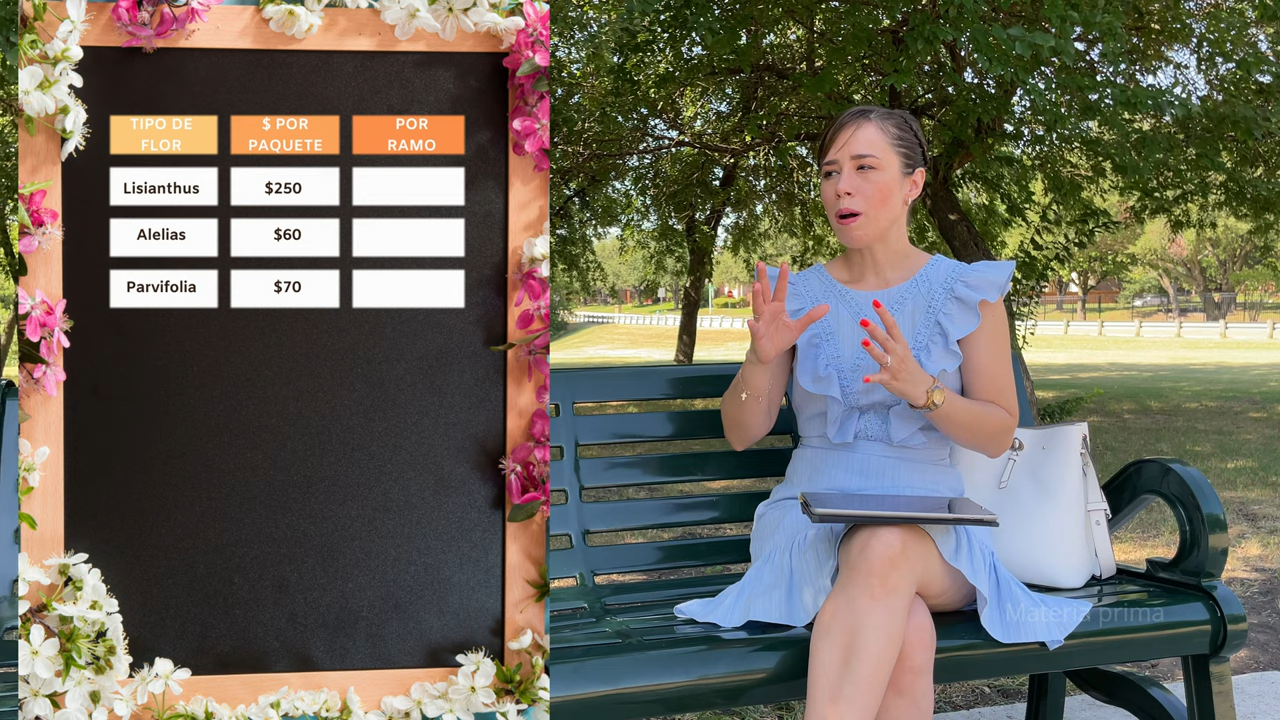 TIPO DE
FLOR
$ POR
PAQUETE
POR
RAMO
Lisianthus
$250
Alelias
$60
Parvifolia
$70
Materia prima